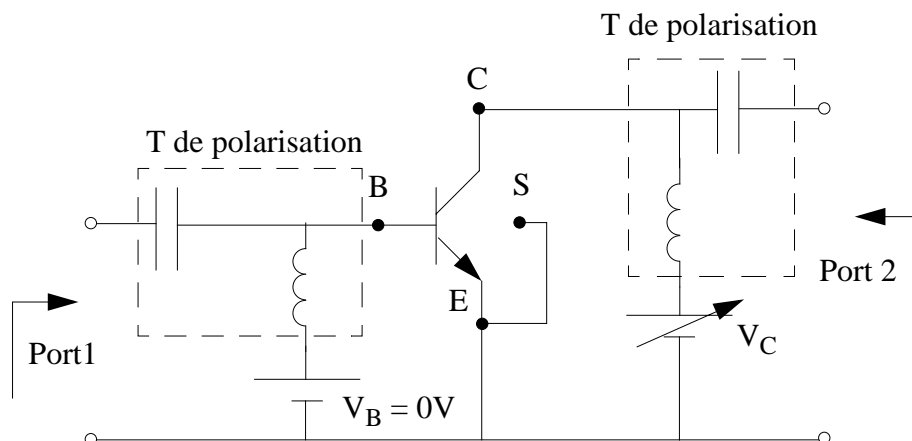 T de polarisation
C
T de polarisation
B
S
E
Port 2
Port1
V_C
V_B = 0V